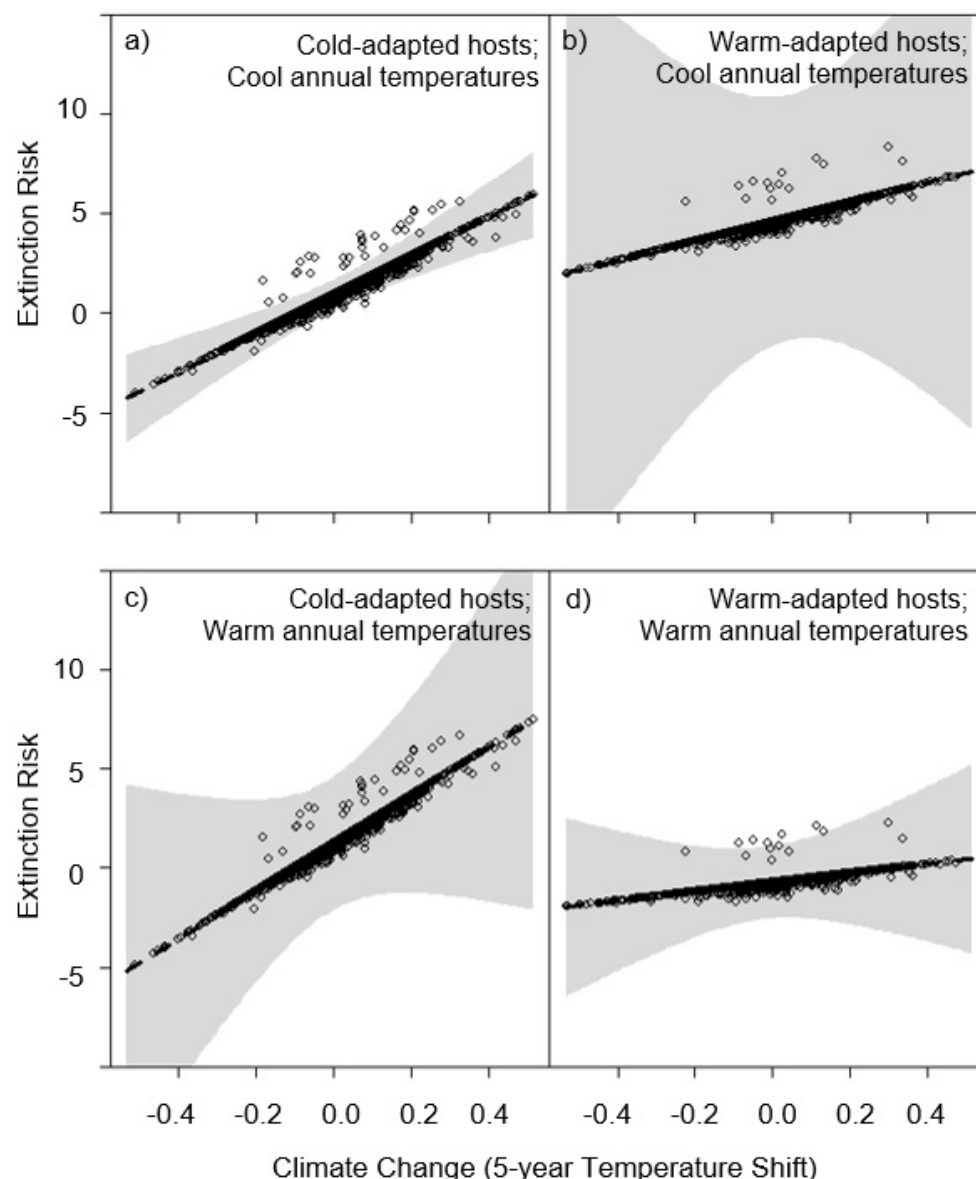 a)
Cold-adapted hosts;
Cool annual temperatures
b)
Warm-adapted hosts;
Cool annual temperatures
10
5
0
-5
Extinction Risk
c)
Cold-adapted hosts;
Warm annual temperatures
d)
Warm-adapted hosts;
Warm annual temperatures
10
5
0
-5
Extinction Risk
-0.4 -0.2 0.0 0.2 0.4 -0.4 -0.2 0.0 0.2 0.4
Climate Change (5-year Temperature Shift)